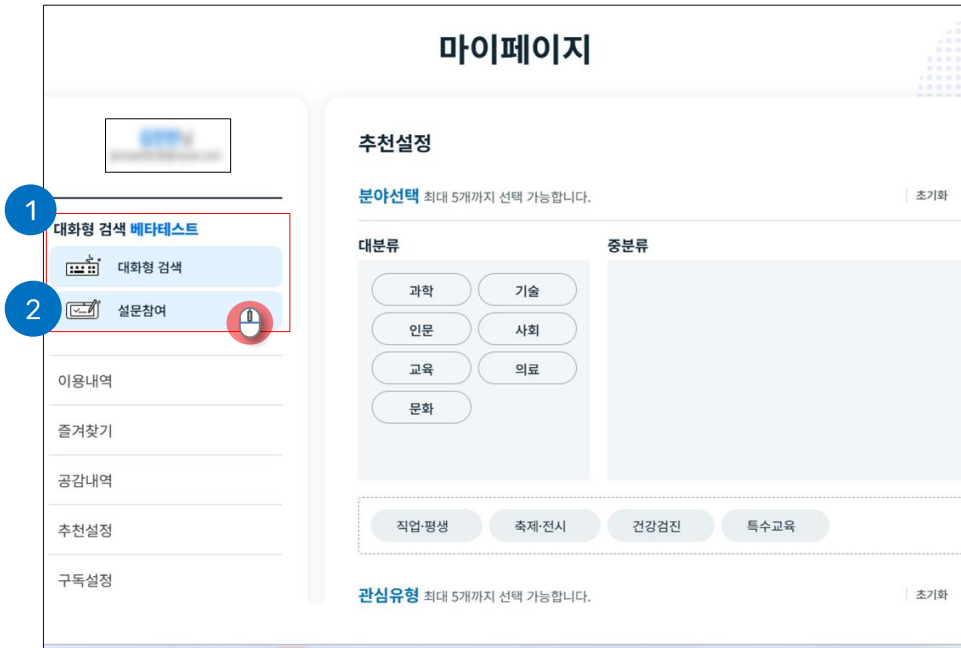 마이페이지
1
대화형 검색 베타테스트
대화형 검색
2
설문참여
이용내역
즐겨찾기
공감내역
추천설정
구독설정
추천설정
분야선택 최대 5개까지 선택 가능합니다.
초기화
대분류
중분류
과학
기술
인문
사회
교육
의료
문화
직업·평생
축제·전시
건강검진
특수교육
관심유형 최대 5개까지 선택 가능합니다.
초기화